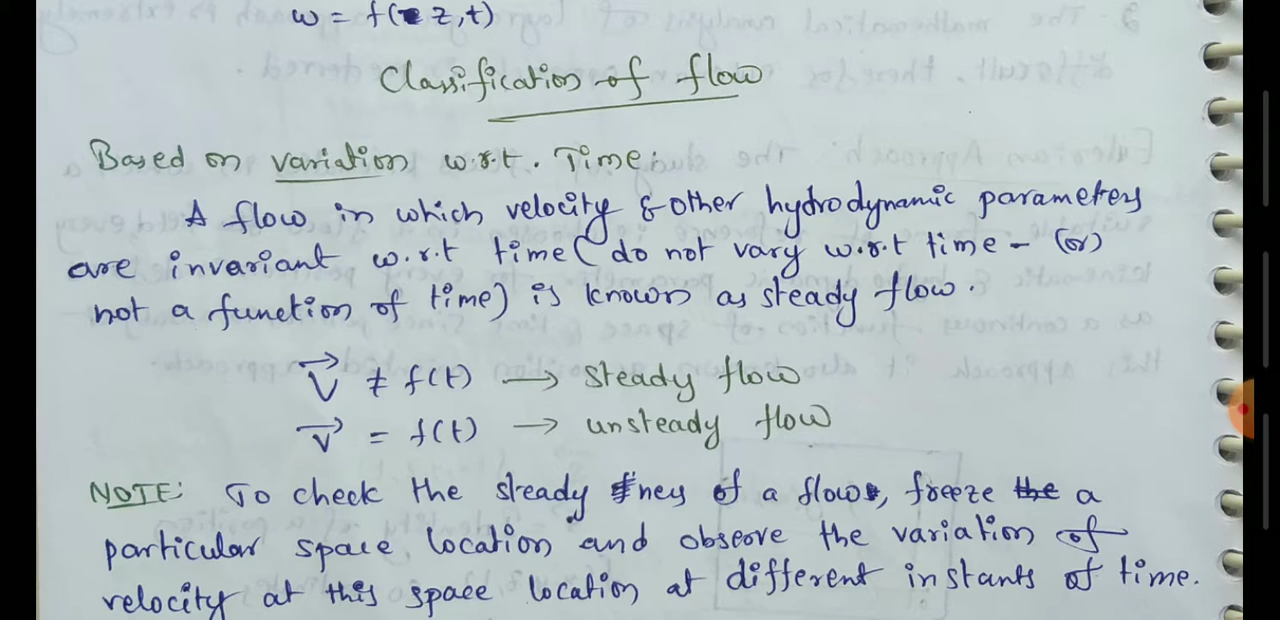 w = f(z,t)
Classification of flow
Based on variation w.r.t. Time:
A flow in which velocity & other hydrodynamic parameters
are invariant w.r.t time (do not vary w.r.t time - (or)
not a function of time) is known as steady flow.
V ≠ f(t) → steady flow
V = f(t) → unsteady flow
NOTE: To check the steadyness of a flow, freeze a
particular space location and observe the variation of
velocity at this space location at different instants of time.